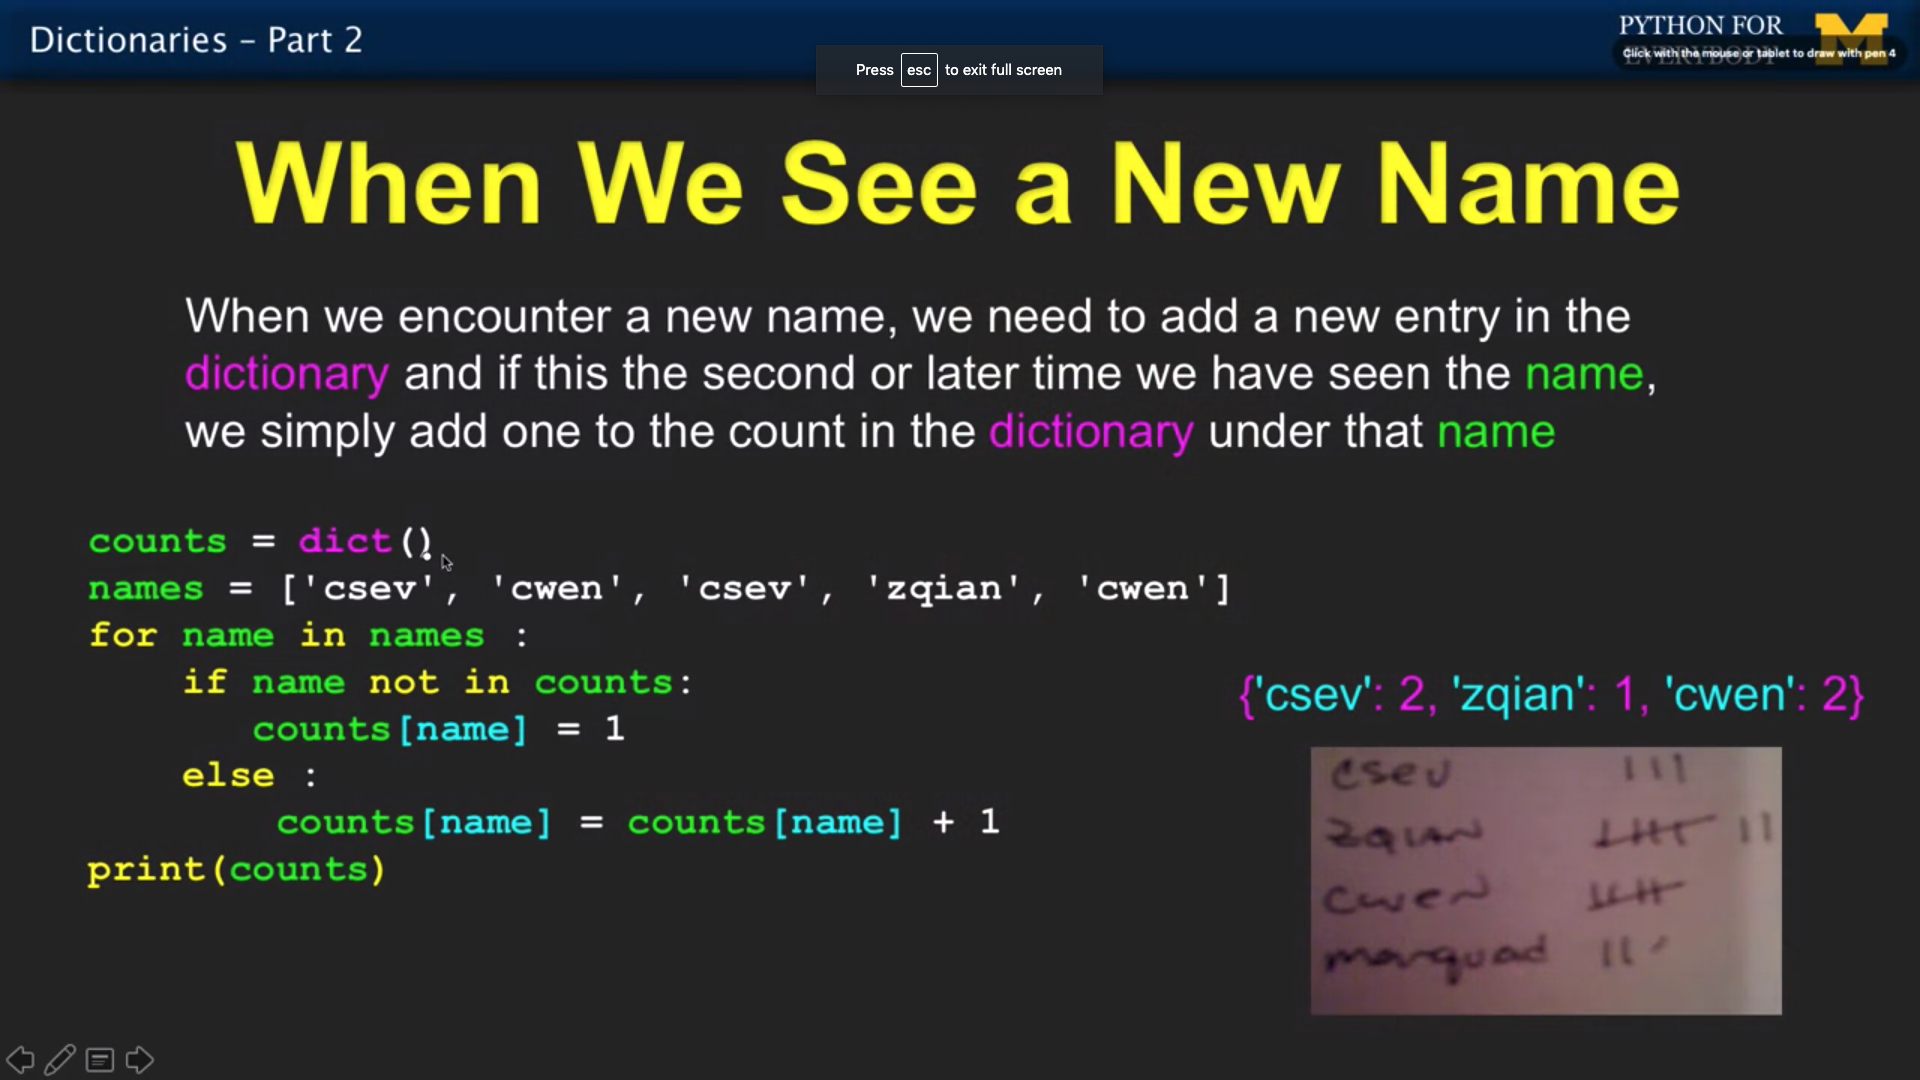 Dictionaries – Part 2
PYTHON FOR
EVERYBODY
Click with the mouse or tablet to draw with pen 4
Press esc to exit full screen
When We See a New Name
When we encounter a new name, we need to add a new entry in the
dictionary and if this the second or later time we have seen the name,
we simply add one to the count in the dictionary under that name
counts = dict()
names = ['csev', 'cwen', 'csev', 'zqian', 'cwen']
for name in names :
    if name not in counts:
       counts[name] = 1
    else :
        counts[name] = counts[name] + 1
print(counts)
{'csev': 2, 'zqian': 1, 'cwen': 2}
csev
zqian
cwen
marquad